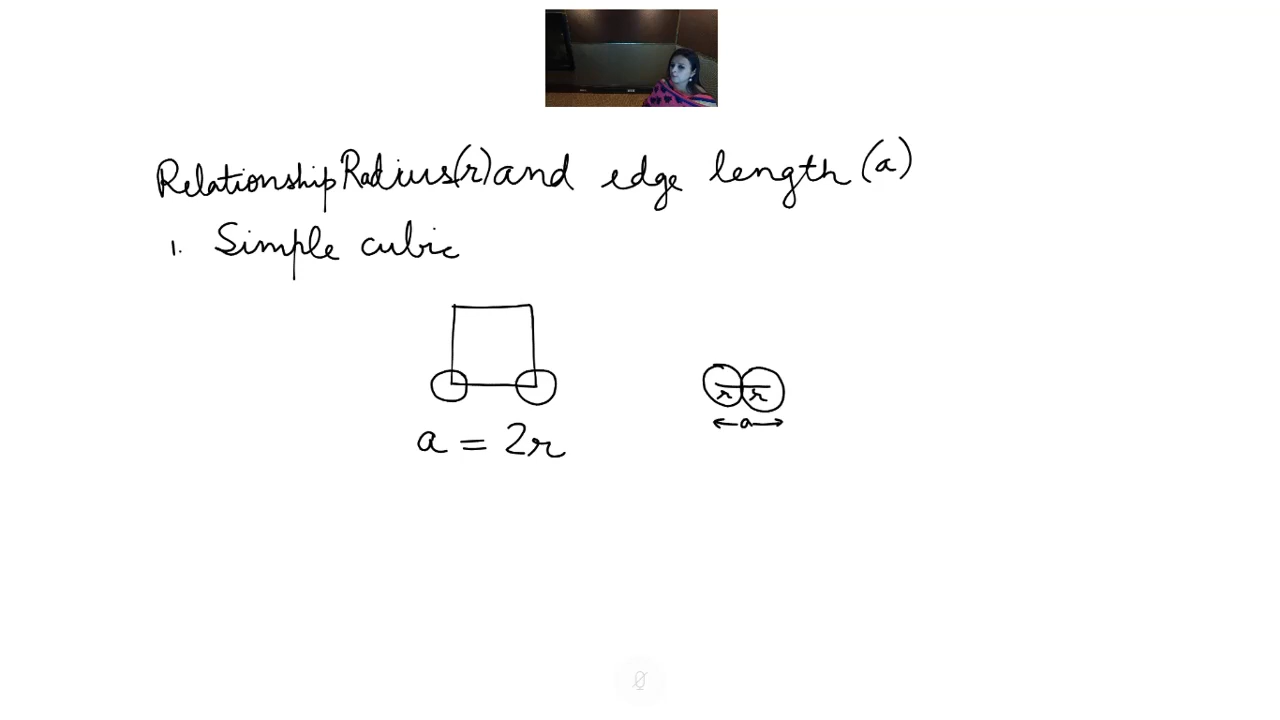 Relationship Radius(r) and edge length (a)
1. Simple cubic
r r
a
a = 2r